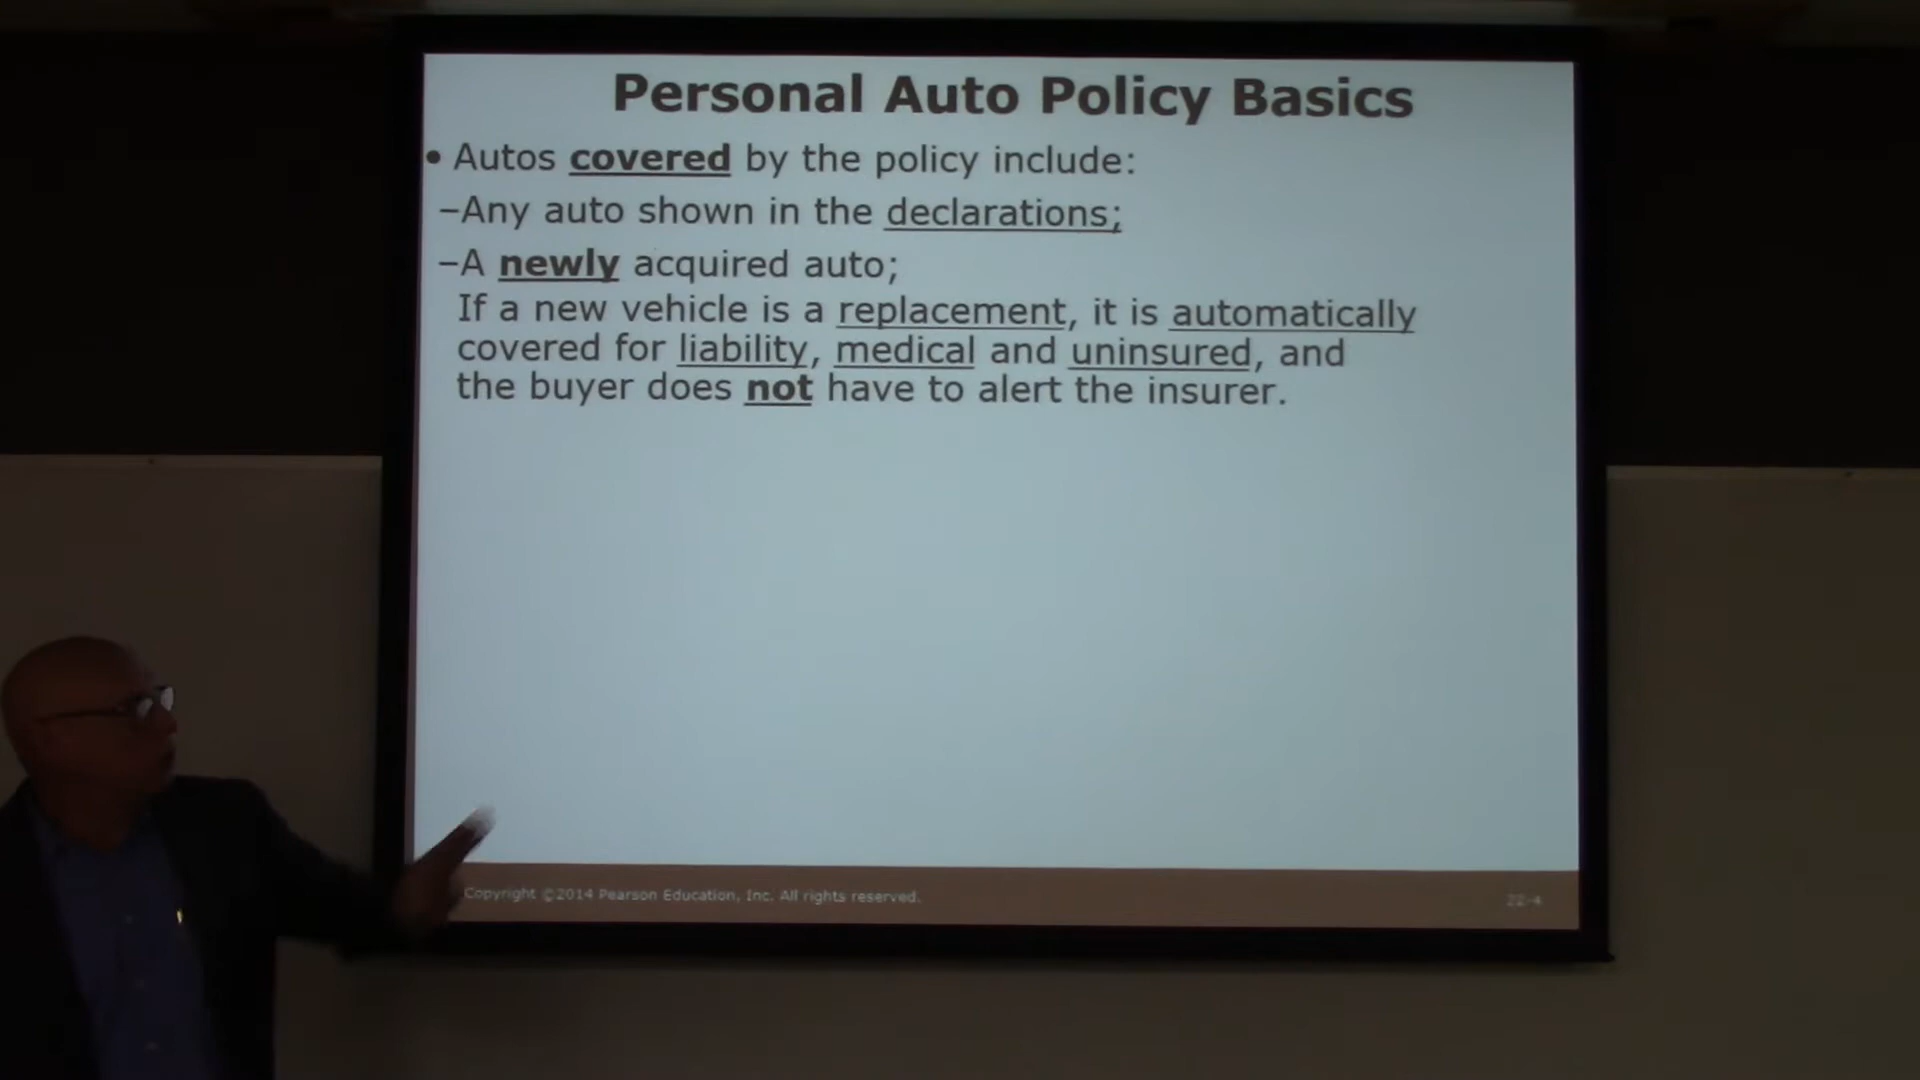 Personal Auto Policy Basics
• Autos covered by the policy include:
–Any auto shown in the declarations;
–A newly acquired auto;
If a new vehicle is a replacement, it is automatically
covered for liability, medical and uninsured, and
the buyer does not have to alert the insurer.
Copyright ©2014 Pearson Education, Inc. All rights reserved.
22-4